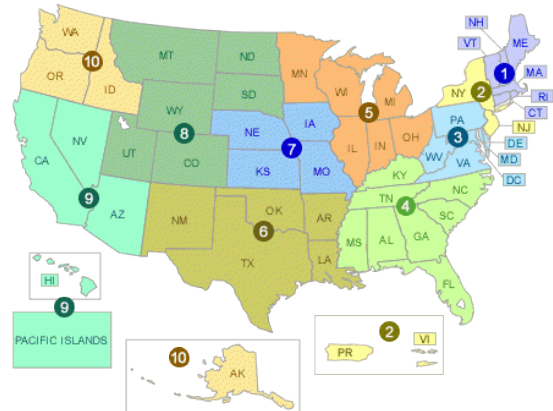 NH
WA
VT
ME
MT
ND
10
MN
1
MA
OR
ID
WI
NY
2
SD
MI
RI
WY
5
CT
8
PA
NJ
NE
IA
3
NV
IL
IN
OH
DE
UT
CO
7
WV
VA
MD
CA
KS
MO
KY
DC
TN
NC
9
4
AZ
OK
AR
SC
NM
6
MS
AL
GA
TX
LA
HI
FL
9
PACIFIC ISLANDS
10
2
VI
PR
AK